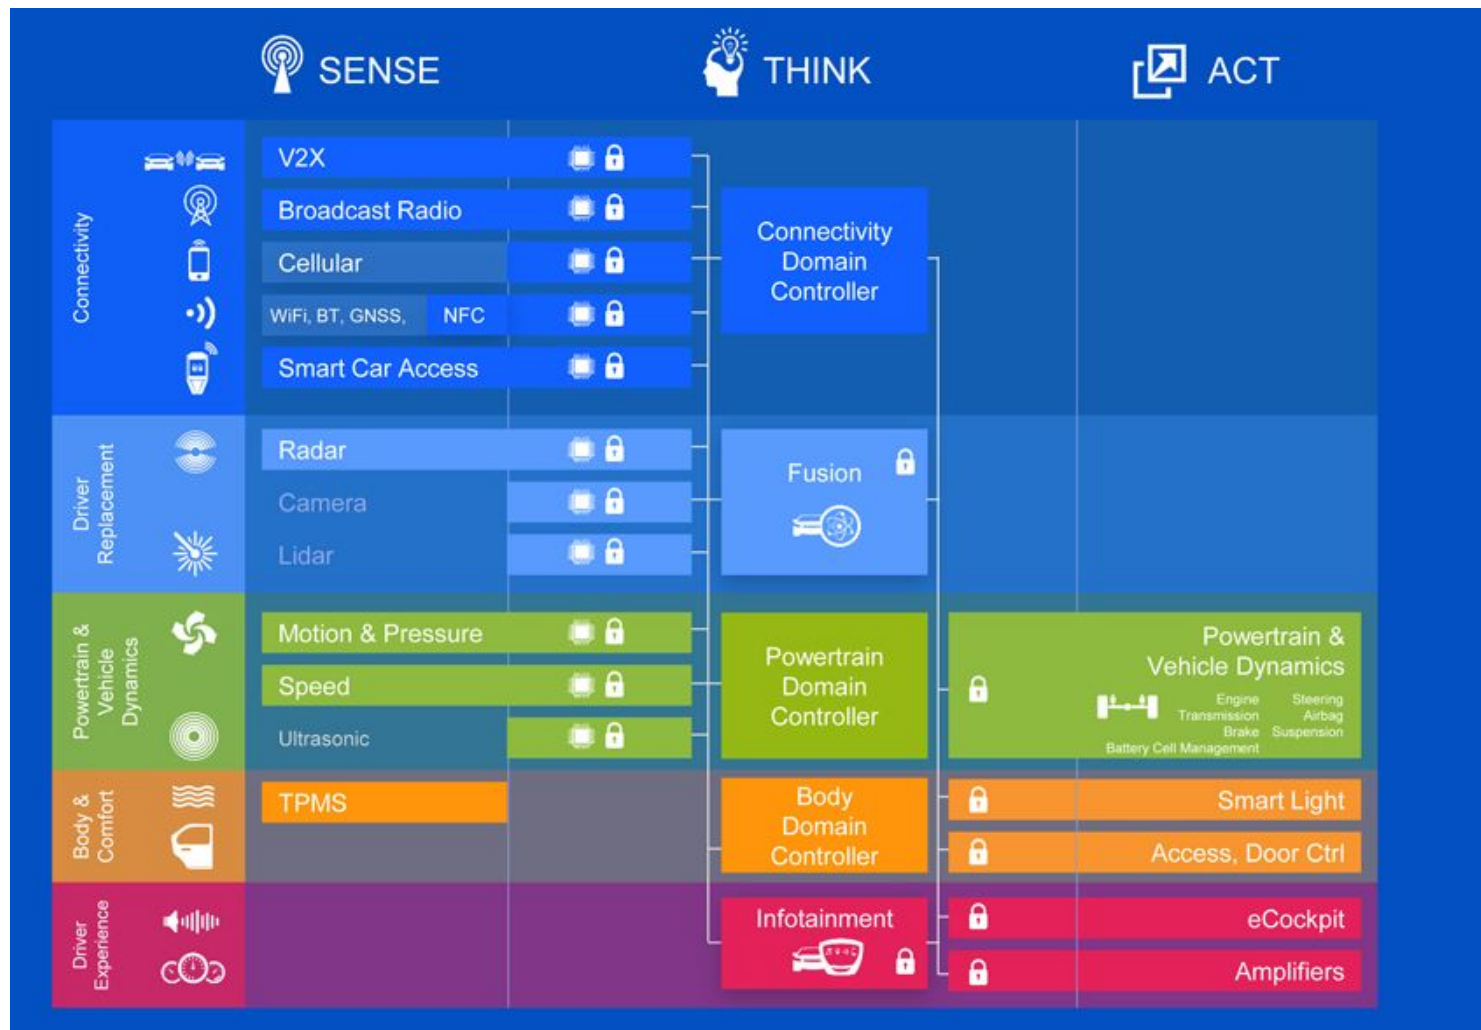 SENSE
THINK
ACT
Connectivity
V2X
Broadcast Radio
Cellular
WiFi, BT, GNSS,
NFC
Smart Car Access
Connectivity
Domain
Controller
Driver
Replacement
Radar
Camera
Lidar
Fusion
Powertrain &
Vehicle
Dynamics
Motion & Pressure
Speed
Ultrasonic
Powertrain
Domain
Controller
Powertrain &
Vehicle Dynamics
Engine Steering
Transmission Airbag
Brake Suspension
Battery Cell Management
Body &
Comfort
TPMS
Body
Domain
Controller
Smart Light
Access, Door Ctrl
Driver
Experience
Infotainment
eCockpit
Amplifiers